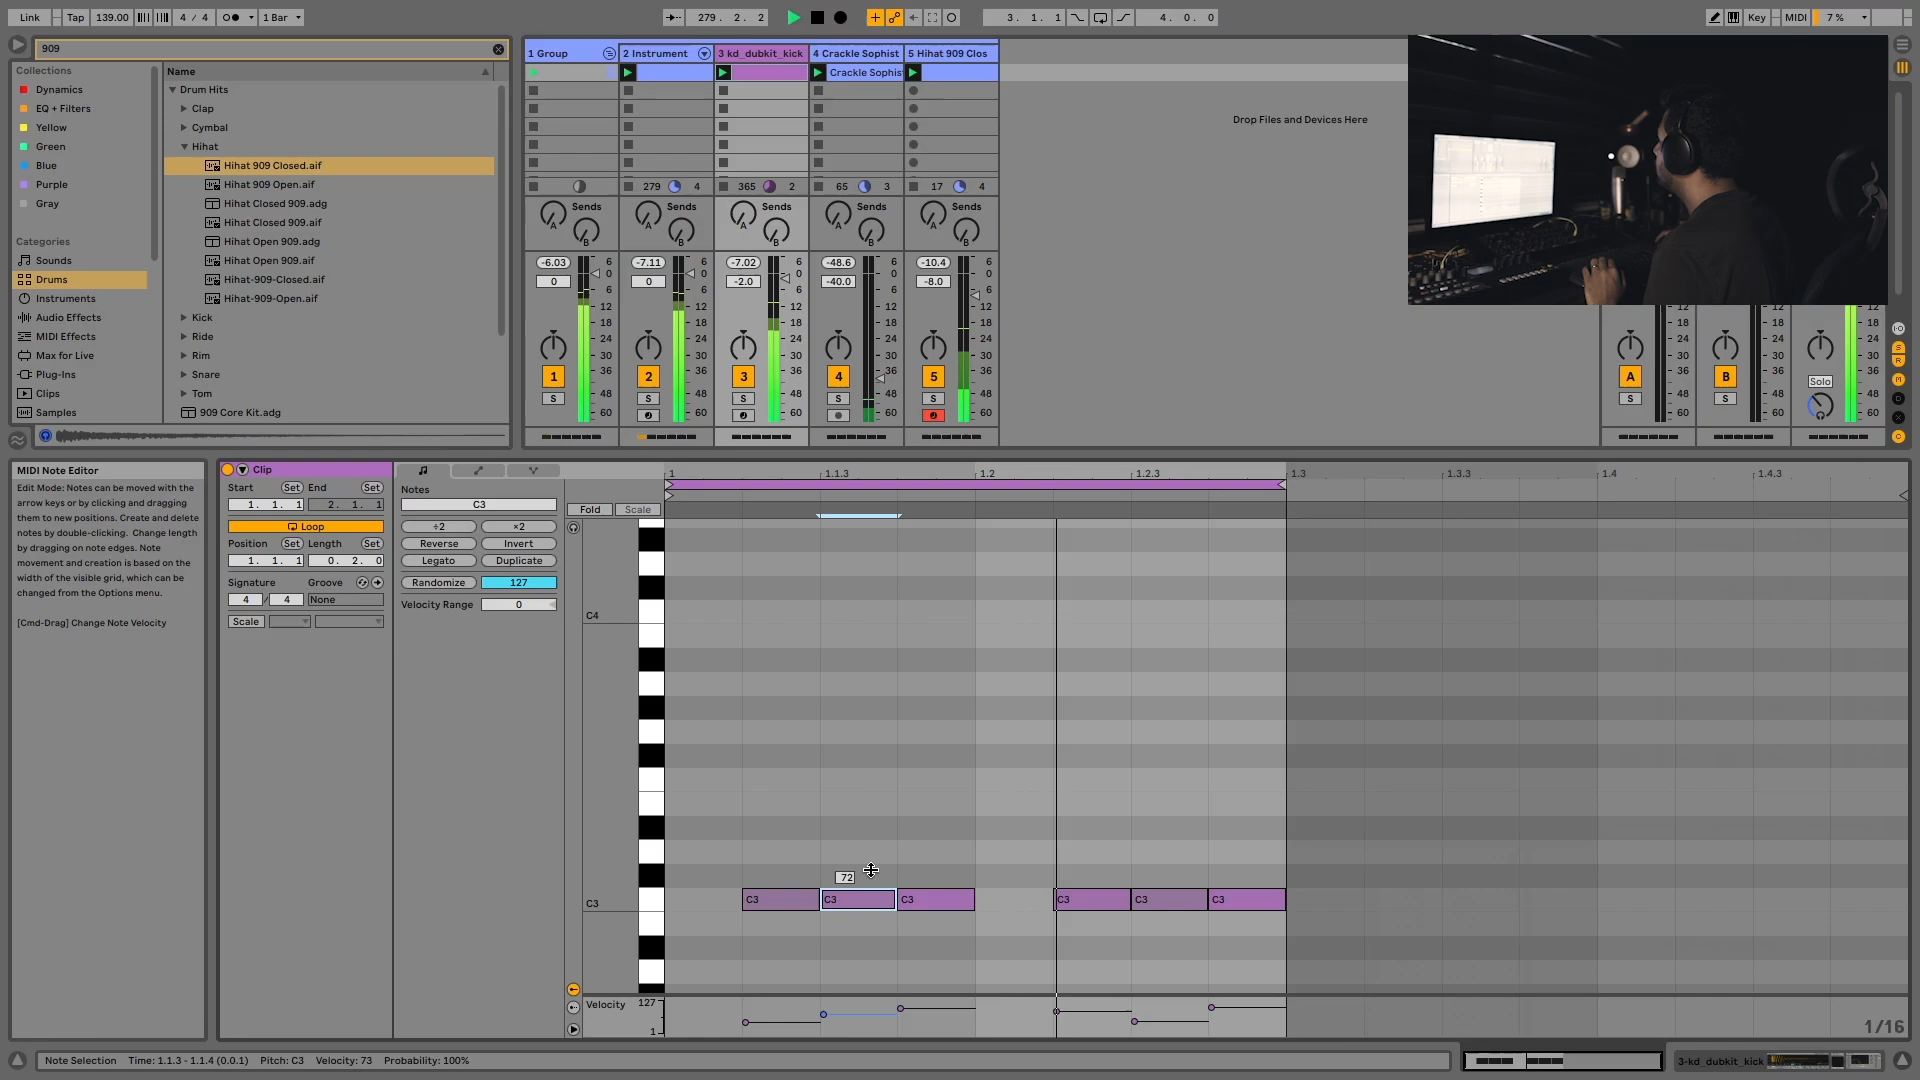 Link Tap 139.00 4 / 4 1 Bar 279. 2. 2 3. 1. 1 4. 0. 0 Key MIDI 7 %
909
Collections
Dynamics
EQ + Filters
Yellow
Green
Blue
Purple
Gray
Categories
Sounds
Drums
Instruments
Audio Effects
MIDI Effects
Max for Live
Plug-Ins
Clips
Samples
Name
Drum Hits
Clap
Cymbal
Hihat
Hihat 909 Closed.aif
Hihat 909 Open.aif
Hihat Closed 909.adg
Hihat Closed 909.aif
Hihat Open 909.adg
Hihat Open 909.aif
Hihat-909-Closed.aif
Hihat-909-Open.aif
Kick
Ride
Rim
Snare
Tom
909 Core Kit.adg
1 Group 2 Instrument 3 kd_dubkit_kick 4 Crackle Sophist 5 Hihat 909 Clos
Crackle Sophis
Drop Files and Devices Here
279 4 365 2 65 3 17 4
Sends Sends Sends Sends Sends
A A A A A
B B B B B
-6.03 -7.11 -7.02 -48.6 -10.4
0 0 -2.0 -40.0 -8.0
6 6 6 6 6
0 0 0 0 0
6 6 6 6 6
12 12 12 12 12 12 12 12
18 18 18 18 18 18 18 18
24 24 24 24 24 24 24 24
30 30 30 30 30 30 30 30
36 36 36 36 36 36 36 36
1 2 3 4 5 A B Solo
48 48 48 48 48 48 48 48
S S S S S S S
60 60 60 60 60 60 60 60
MIDI Note Editor
Edit Mode: Notes can be moved with the
arrow keys or by clicking and dragging
them to new positions. Create and delete
notes by double-clicking. Change length
by dragging on note edges. Note
movement and creation is based on the
width of the visible grid, which can be
changed from the Options menu.
[Cmd-Drag] Change Note Velocity
Clip
Start Set End Set
1. 1. 1 2. 1. 1
Loop
Position Set Length Set
1. 1. 1 0. 2. 0
Signature Groove
4 / 4 None
Scale
Notes
C3
÷2 ×2
Reverse Invert
Legato Duplicate
Randomize 127
Velocity Range 0
1 1.1.3 1.2 1.2.3 1.3 1.3.3 1.4 1.4.3
Fold Scale
C4
72
C3 C3 C3 C3 C3 C3 C3
Velocity 127
1
1/16
Note Selection Time: 1.1.3 - 1.1.4 (0.0.1) Pitch: C3 Velocity: 73 Probability: 100%
3-kd_dubkit_kick